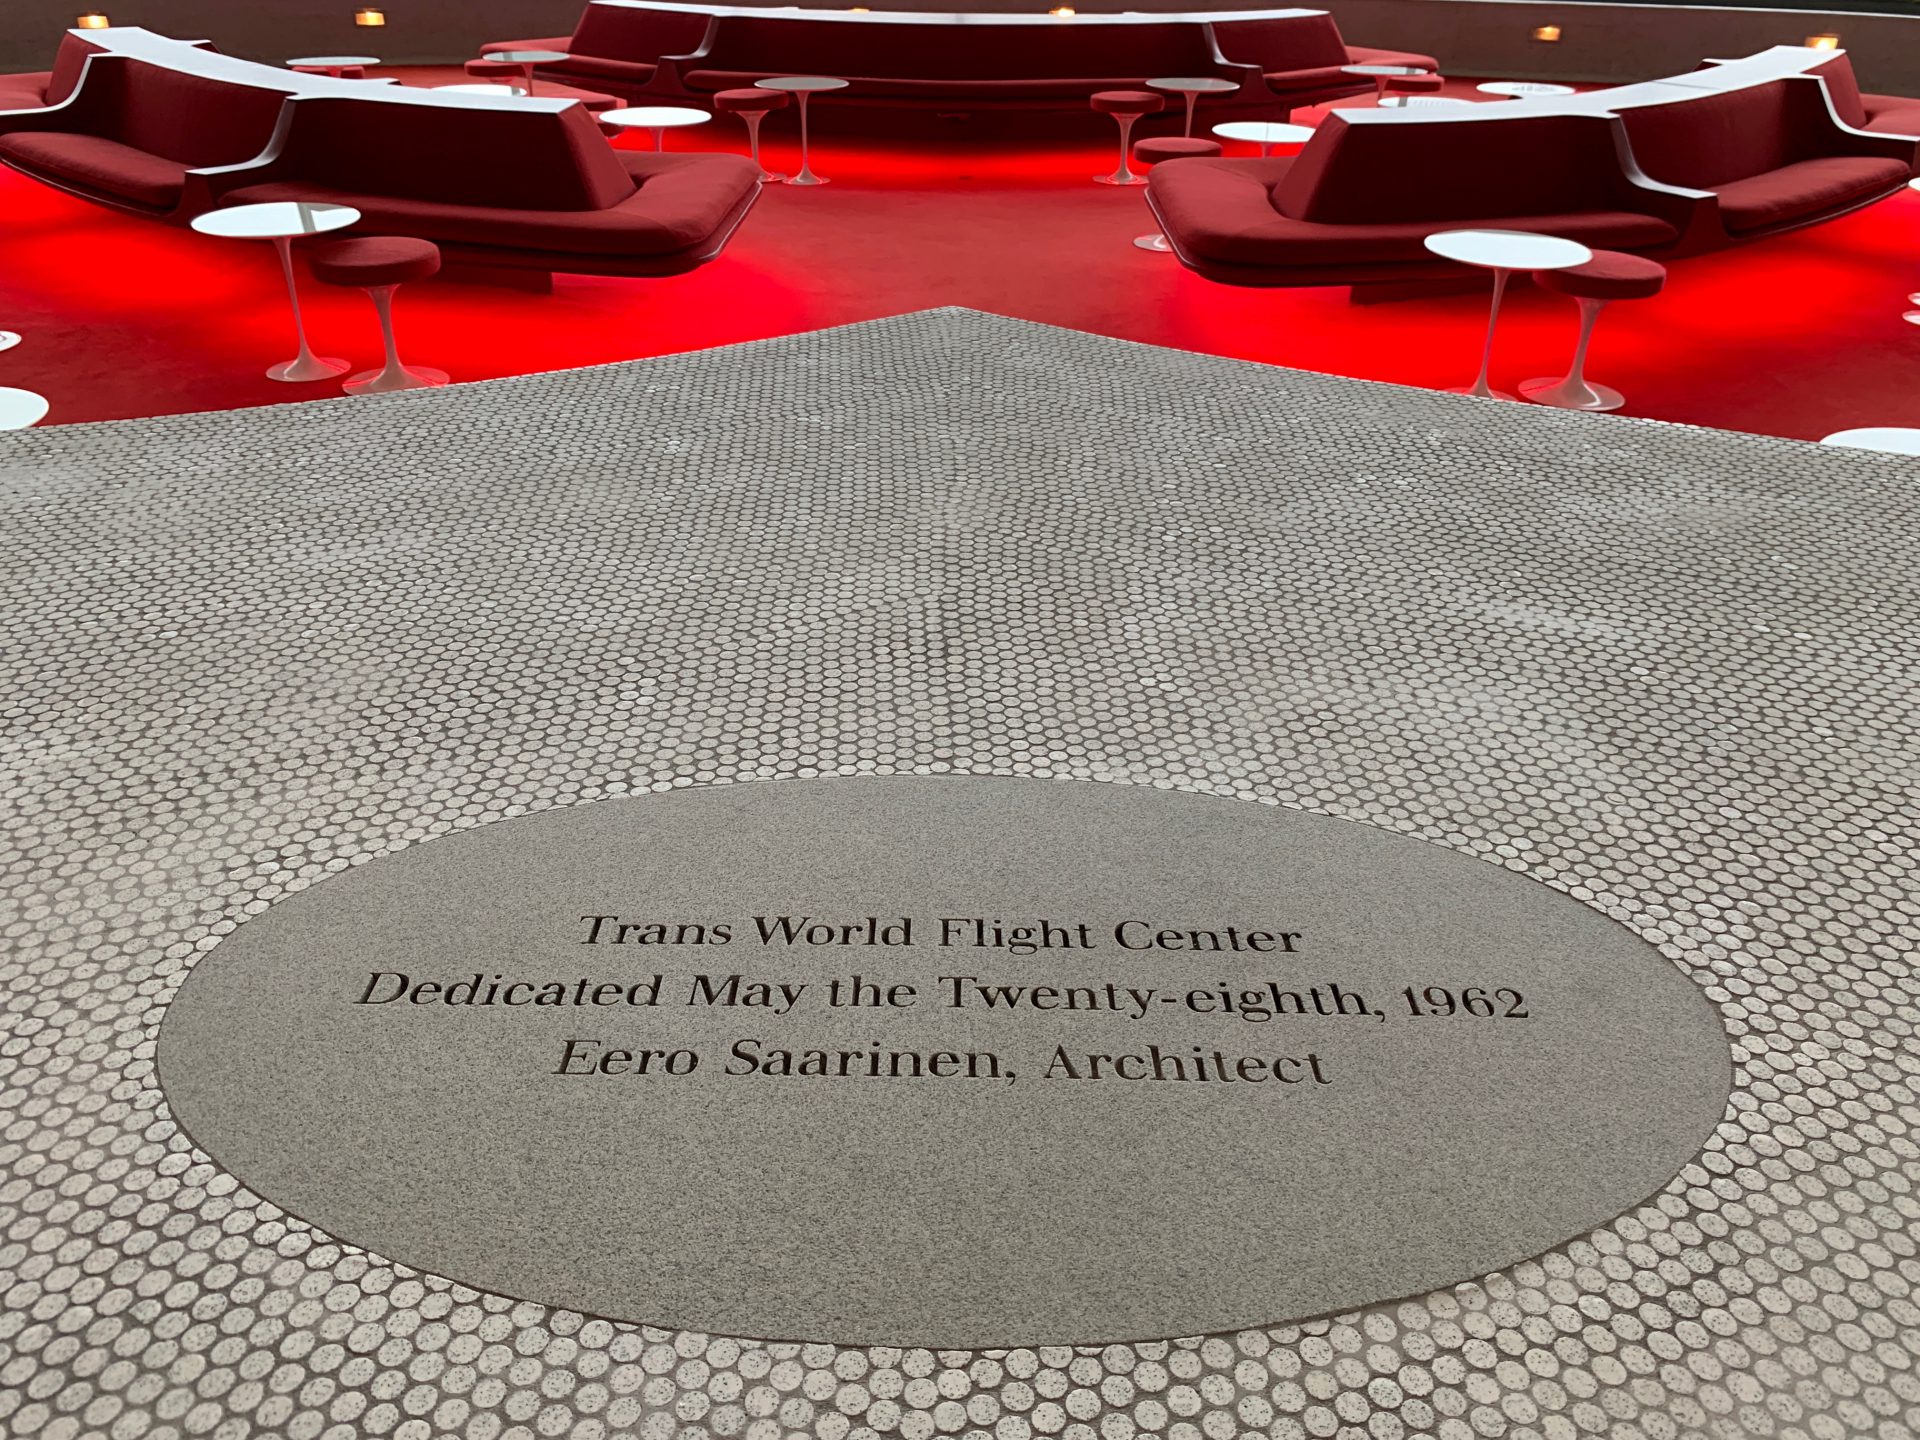 Trans World Flight Center
Dedicated May the Twenty-eighth, 1962
Eero Saarinen, Architect